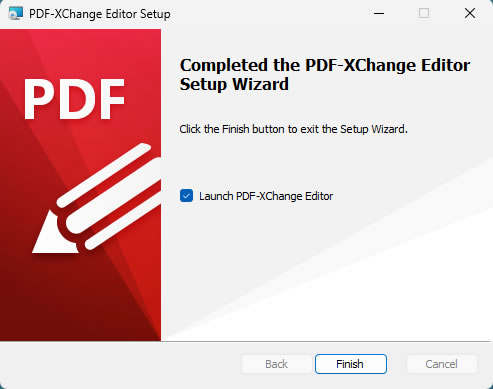 PDF-XChange Editor Setup
PDF
Completed the PDF-XChange Editor
Setup Wizard
Click the Finish button to exit the Setup Wizard.
Launch PDF-XChange Editor
Back
Finish
Cancel